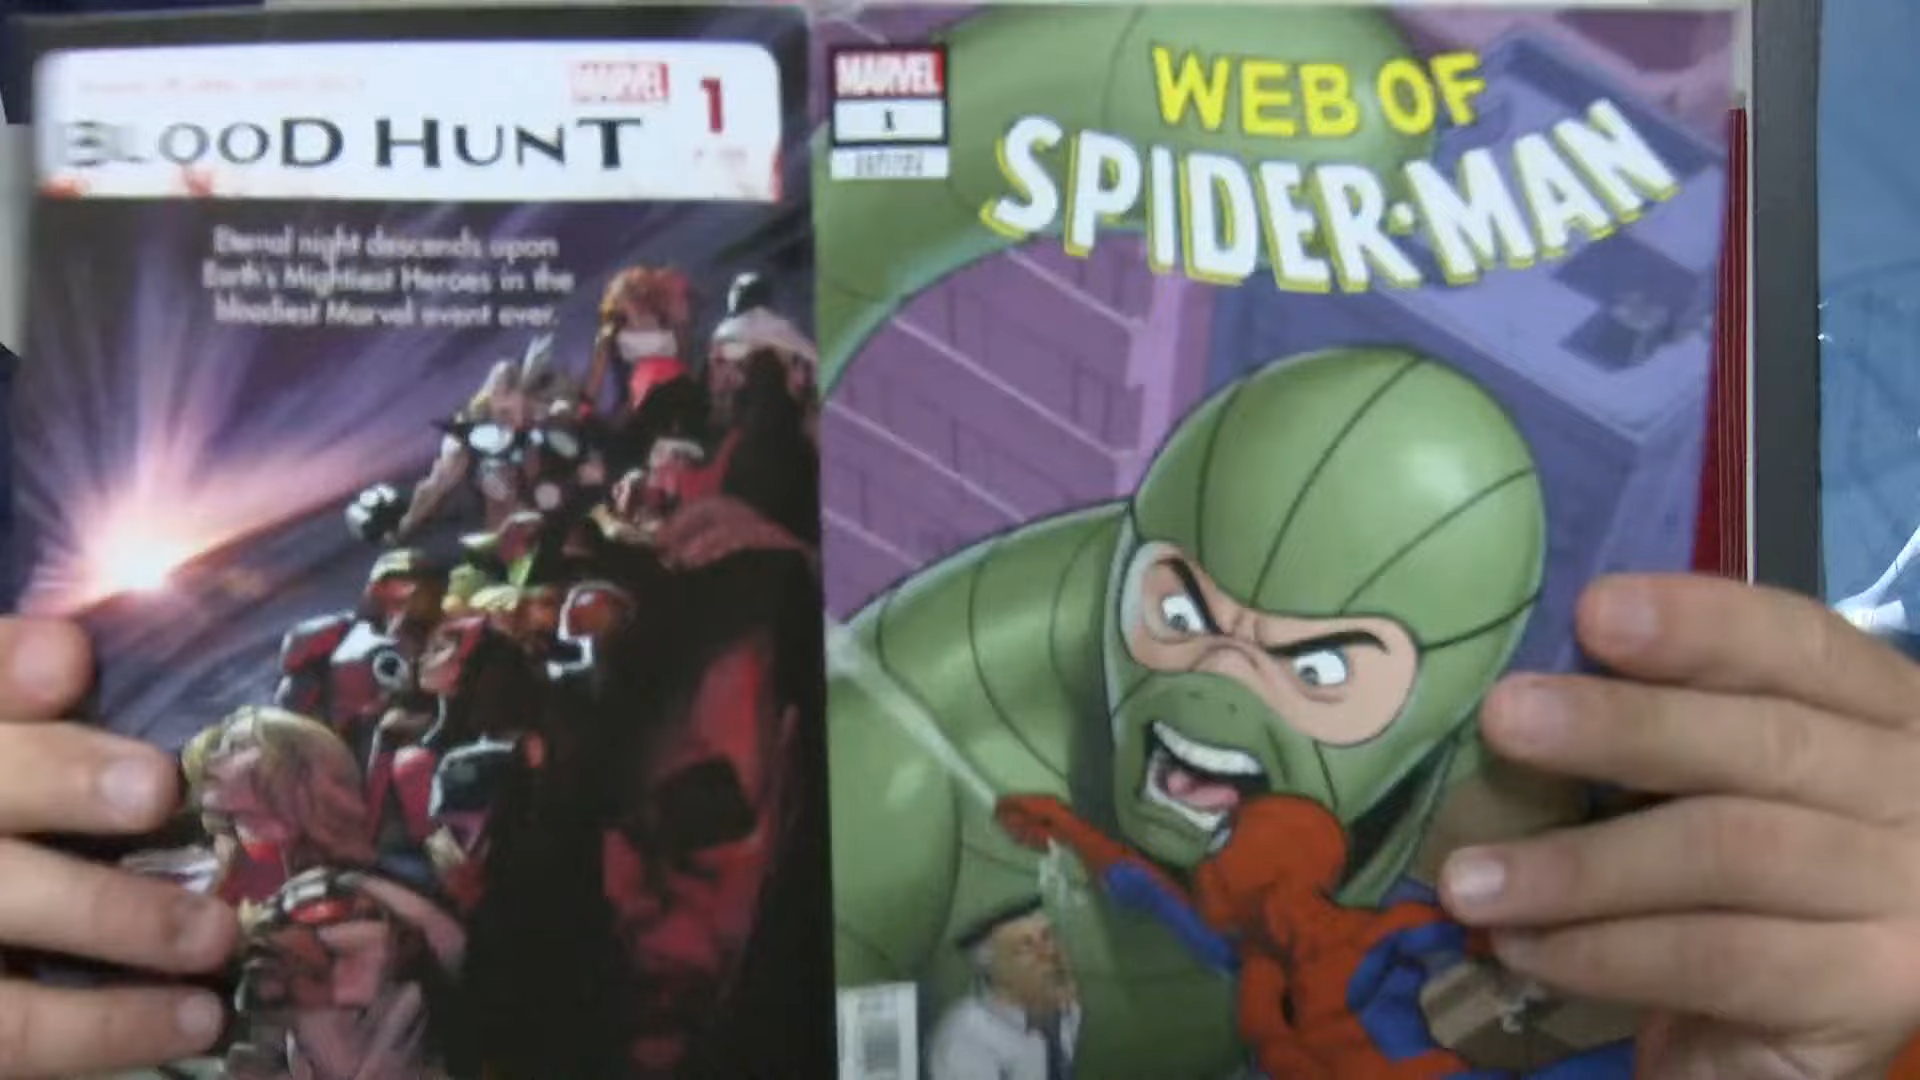 MARVEL
1
BLOOD HUNT
Eternal night descends upon
Earth's Mightiest Heroes in the
bloodiest Marvel event ever.
MARVEL
1
WEB OF
SPIDER-MAN